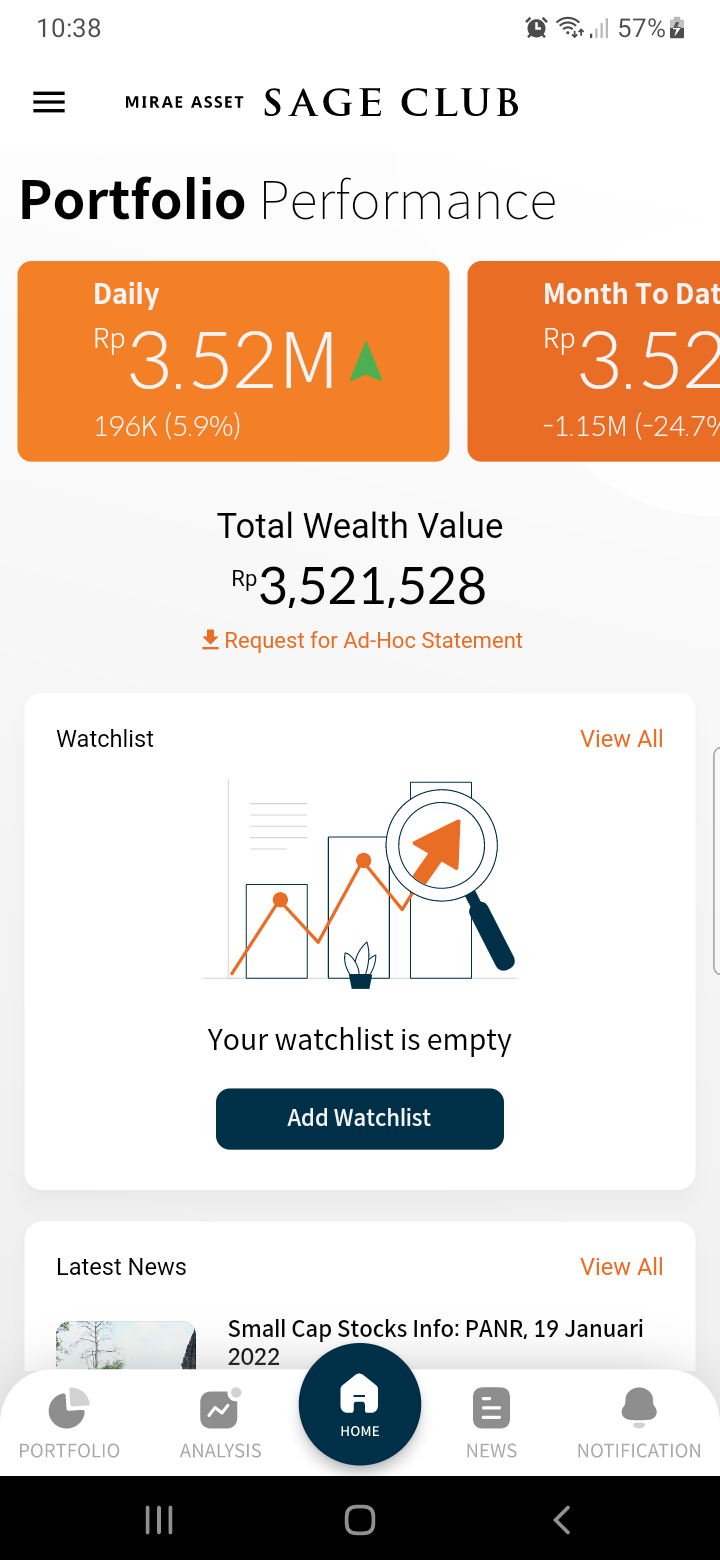 10:38 57%
MIRAE ASSET SAGE CLUB
Portfolio Performance
Daily
Rp 3.52M
196K (5.9%)
Month To Dat
Rp 3.52
-1.15M (-24.7%
Total Wealth Value
Rp 3,521,528
Request for Ad-Hoc Statement
Watchlist View All
Your watchlist is empty
Add Watchlist
Latest News View All
Small Cap Stocks Info: PANR, 19 Januari
2022
PORTFOLIO ANALYSIS HOME NEWS NOTIFICATION